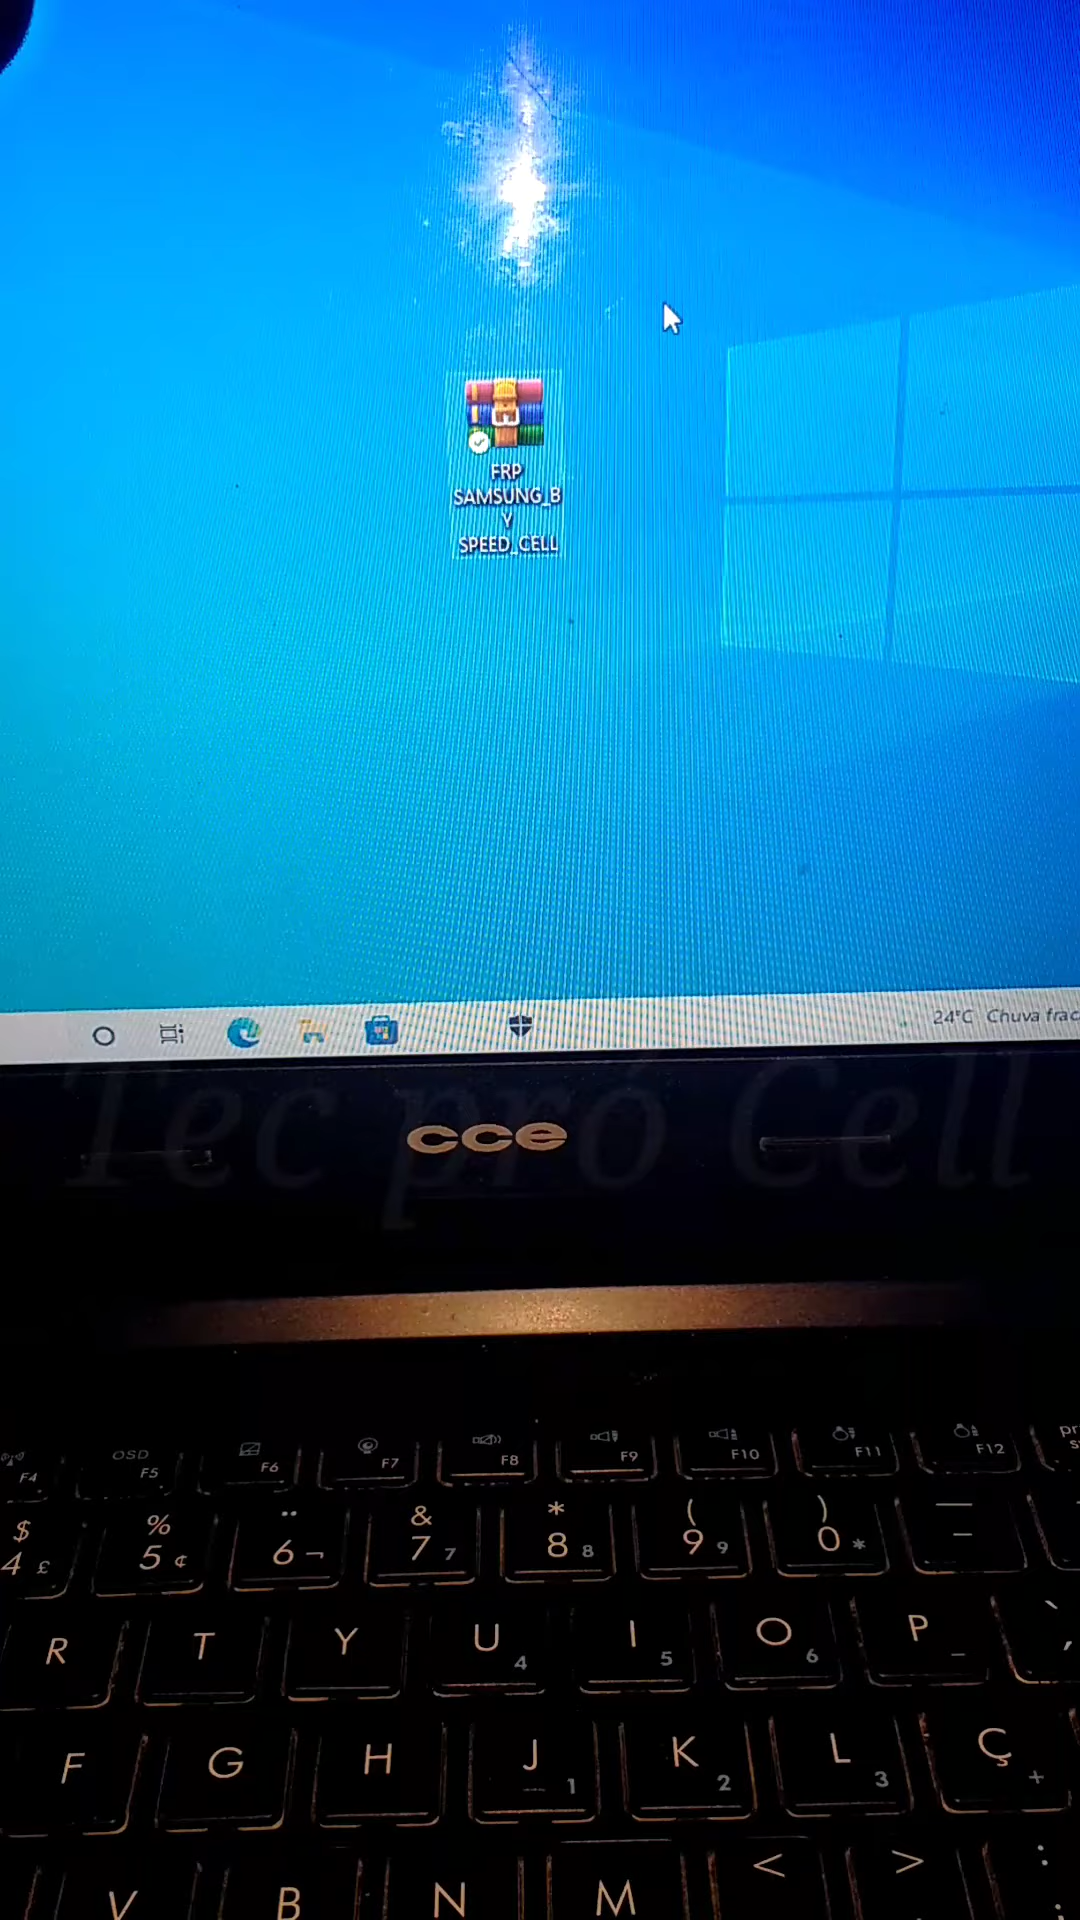 FRP
SAMSUNG_B
Y
SPEED_CELL
24°C Chuva frac
Tec pró Cell
cce
F4 OSD F5 F6 F7 F8 F9 F10 F11 F12 pr
$ % ¨ & * ( ) —
4 £ 5 ¢ 6 ¬ 7 7 8 8 9 9 0 * –
R T Y U 4 I 5 O 6 P ` ´
F G H J 1 K 2 L 3 Ç +
V B N M < > : ;